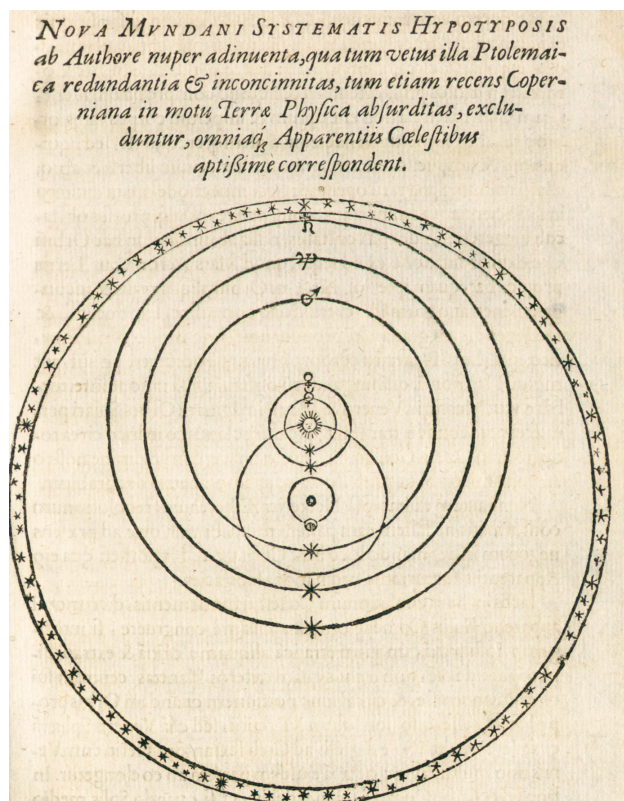 NOVA MVNDANI SYSTEMATIS HYPOTYPOSIS
ab Authore nuper adinuenta, qua tum vetus illa Ptolemai-
ca redundantia & inconcinnitas, tum etiam recens Coper-
niana in motu Terræ Physica absurditas, exclu-
duntur, omniaq́; Apparentiis Cœlestibus
aptissime correspondent.
♄
♃
♂